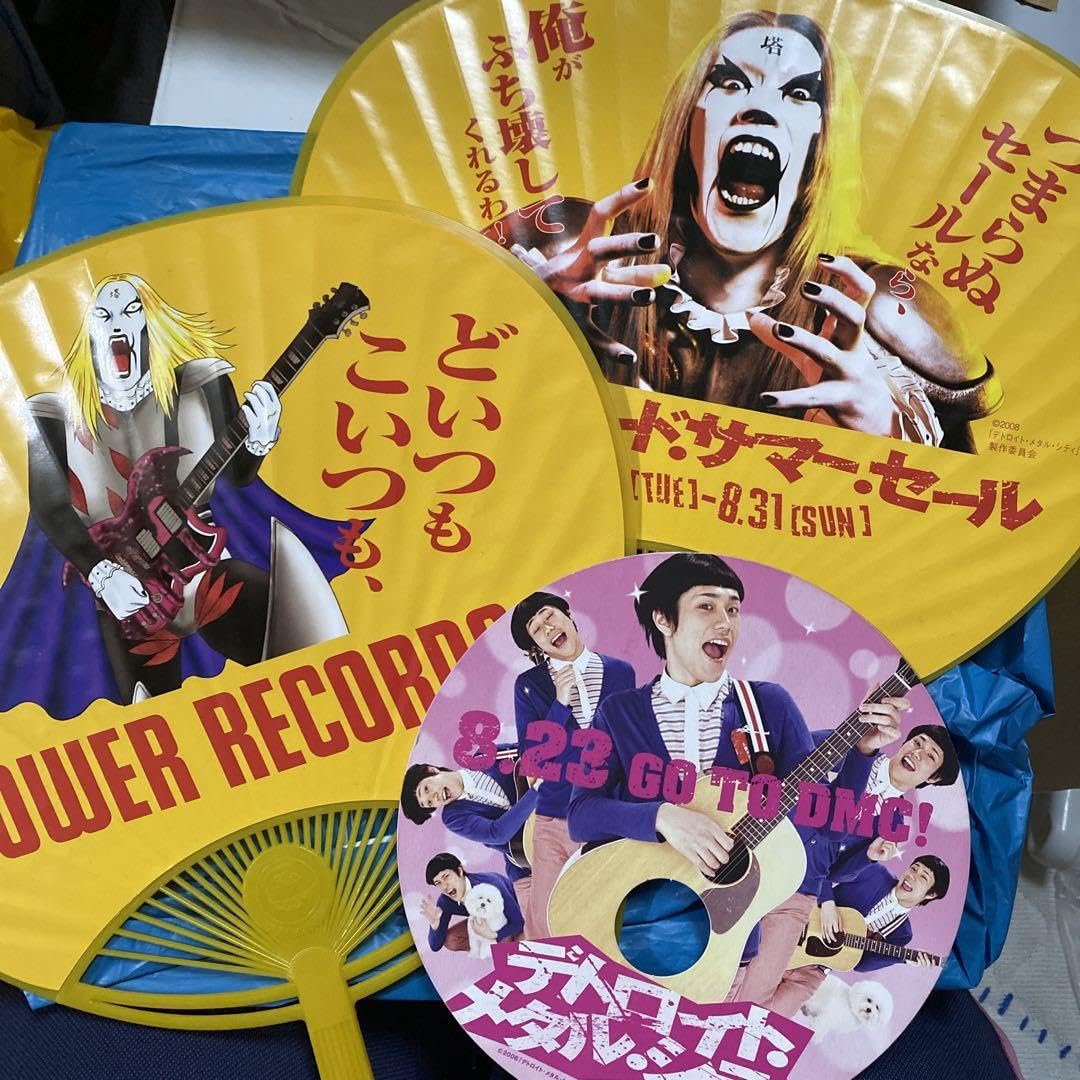 つまらぬ
セールなら、
俺が
ぶち壊して
くれるわ!
塔
©2008
「デトロイト・メタル・シティ」
製作委員会
ード・サマー・セール
[TUE]-8.31[SUN]
塔
どいつも
こいつも、
OWER RECORDS
8 23 GO TO DMC!
デトロイト・
メタル・シティ
©2008「デトロイト・メタル・シ